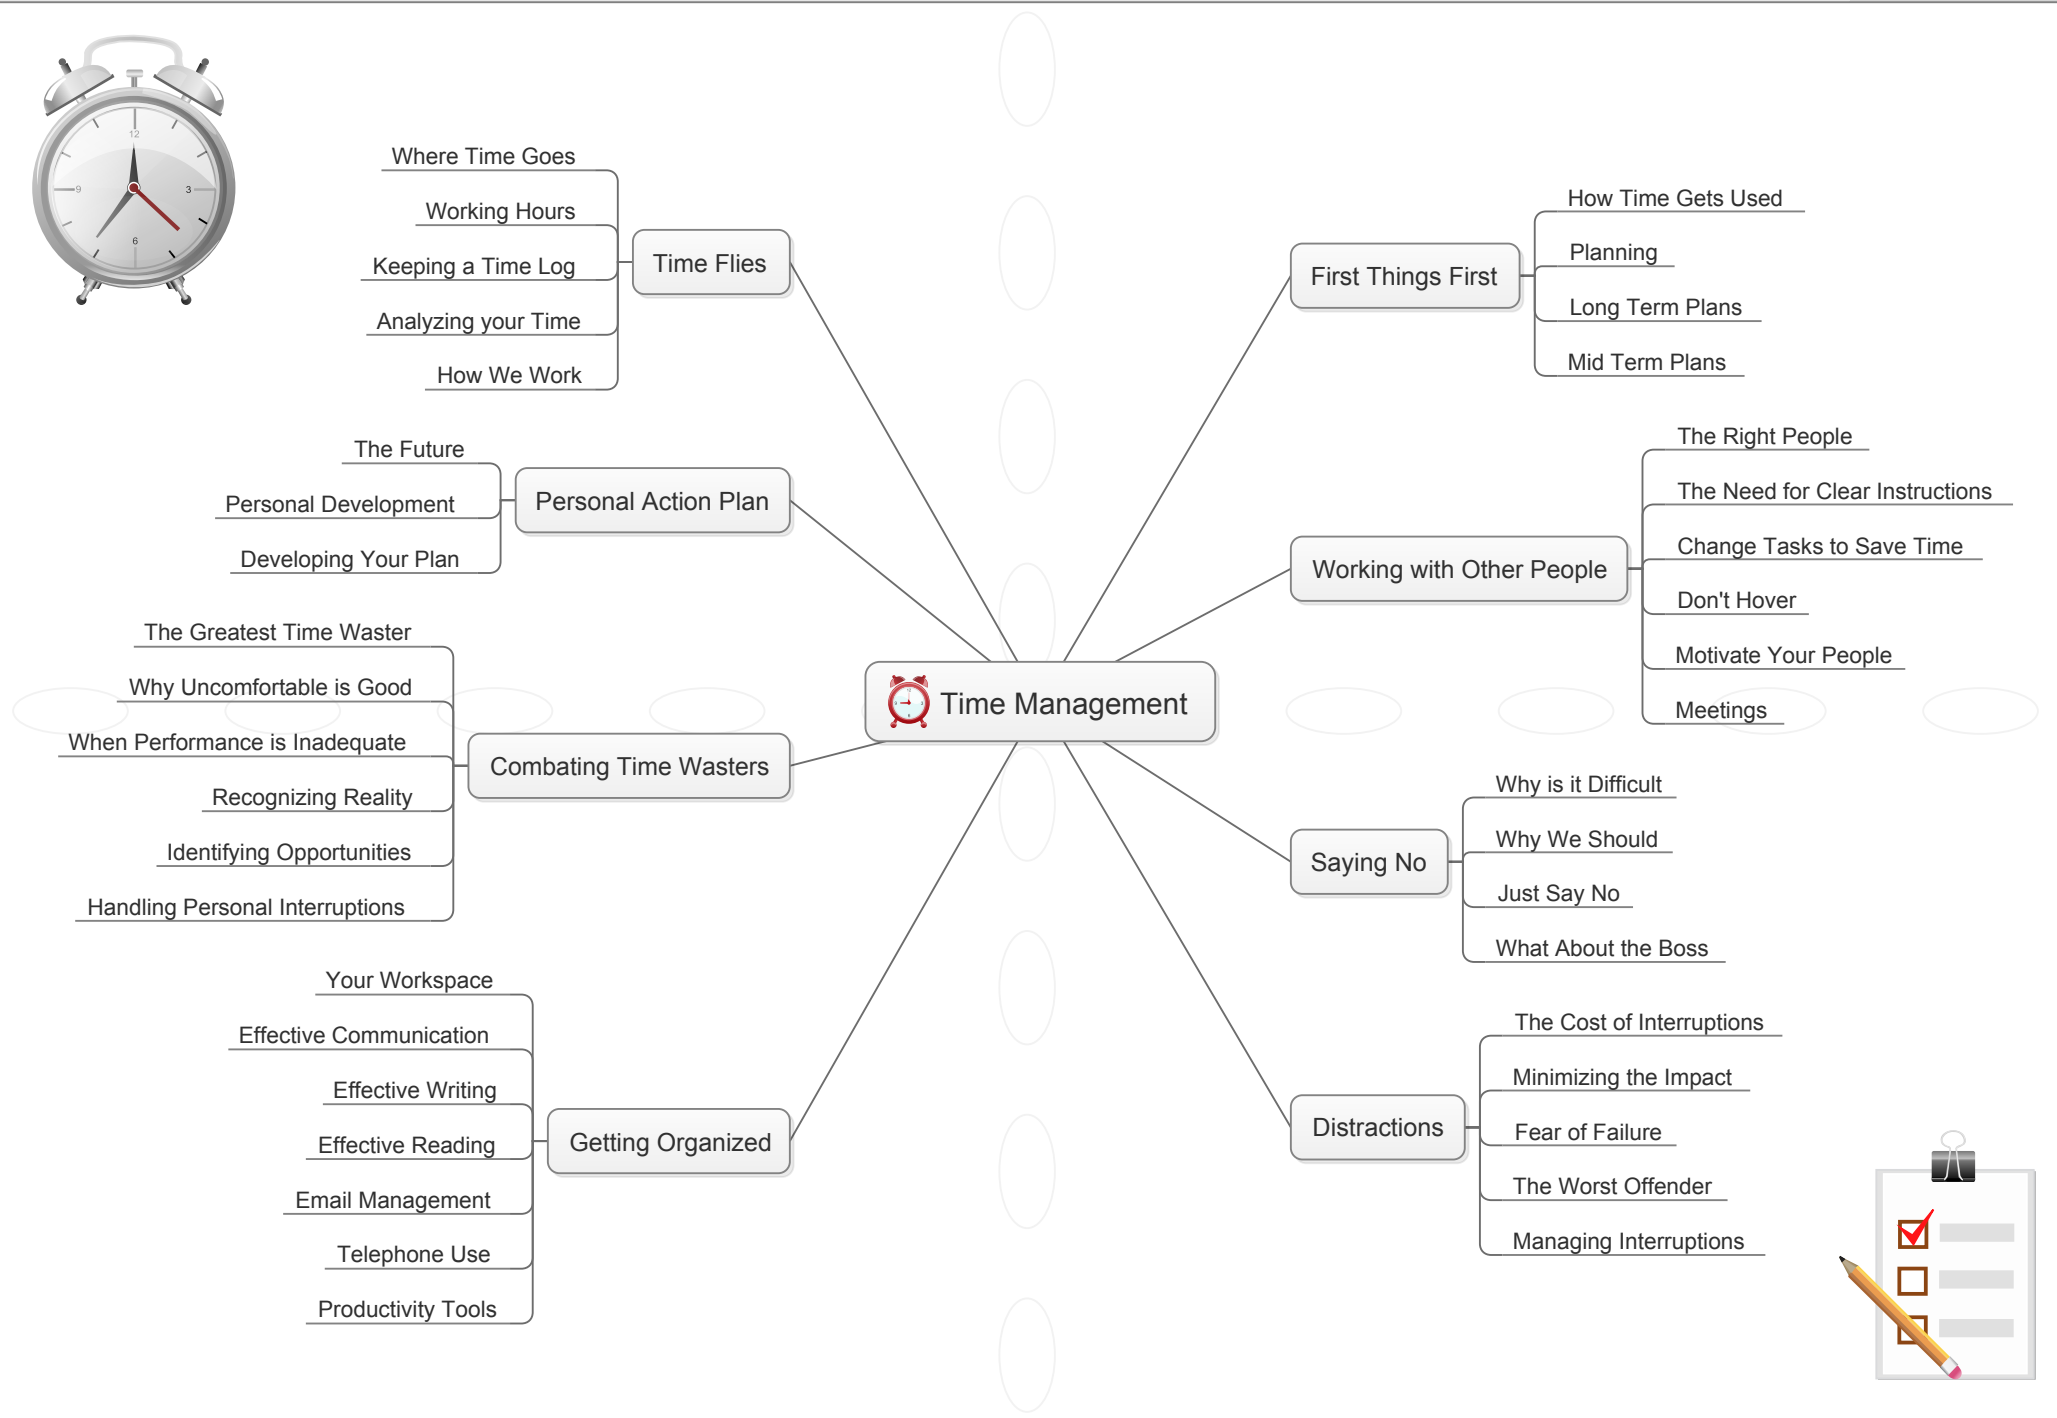 12
9
3
6
Where Time Goes
Working Hours
Keeping a Time Log
Analyzing your Time
How We Work
Time Flies
The Future
Personal Development
Developing Your Plan
Personal Action Plan
The Greatest Time Waster
Why Uncomfortable is Good
When Performance is Inadequate
Recognizing Reality
Identifying Opportunities
Handling Personal Interruptions
Combating Time Wasters
Your Workspace
Effective Communication
Effective Writing
Effective Reading
Email Management
Telephone Use
Productivity Tools
Getting Organized
Time Management
First Things First
How Time Gets Used
Planning
Long Term Plans
Mid Term Plans
Working with Other People
The Right People
The Need for Clear Instructions
Change Tasks to Save Time
Don't Hover
Motivate Your People
Meetings
Saying No
Why is it Difficult
Why We Should
Just Say No
What About the Boss
Distractions
The Cost of Interruptions
Minimizing the Impact
Fear of Failure
The Worst Offender
Managing Interruptions